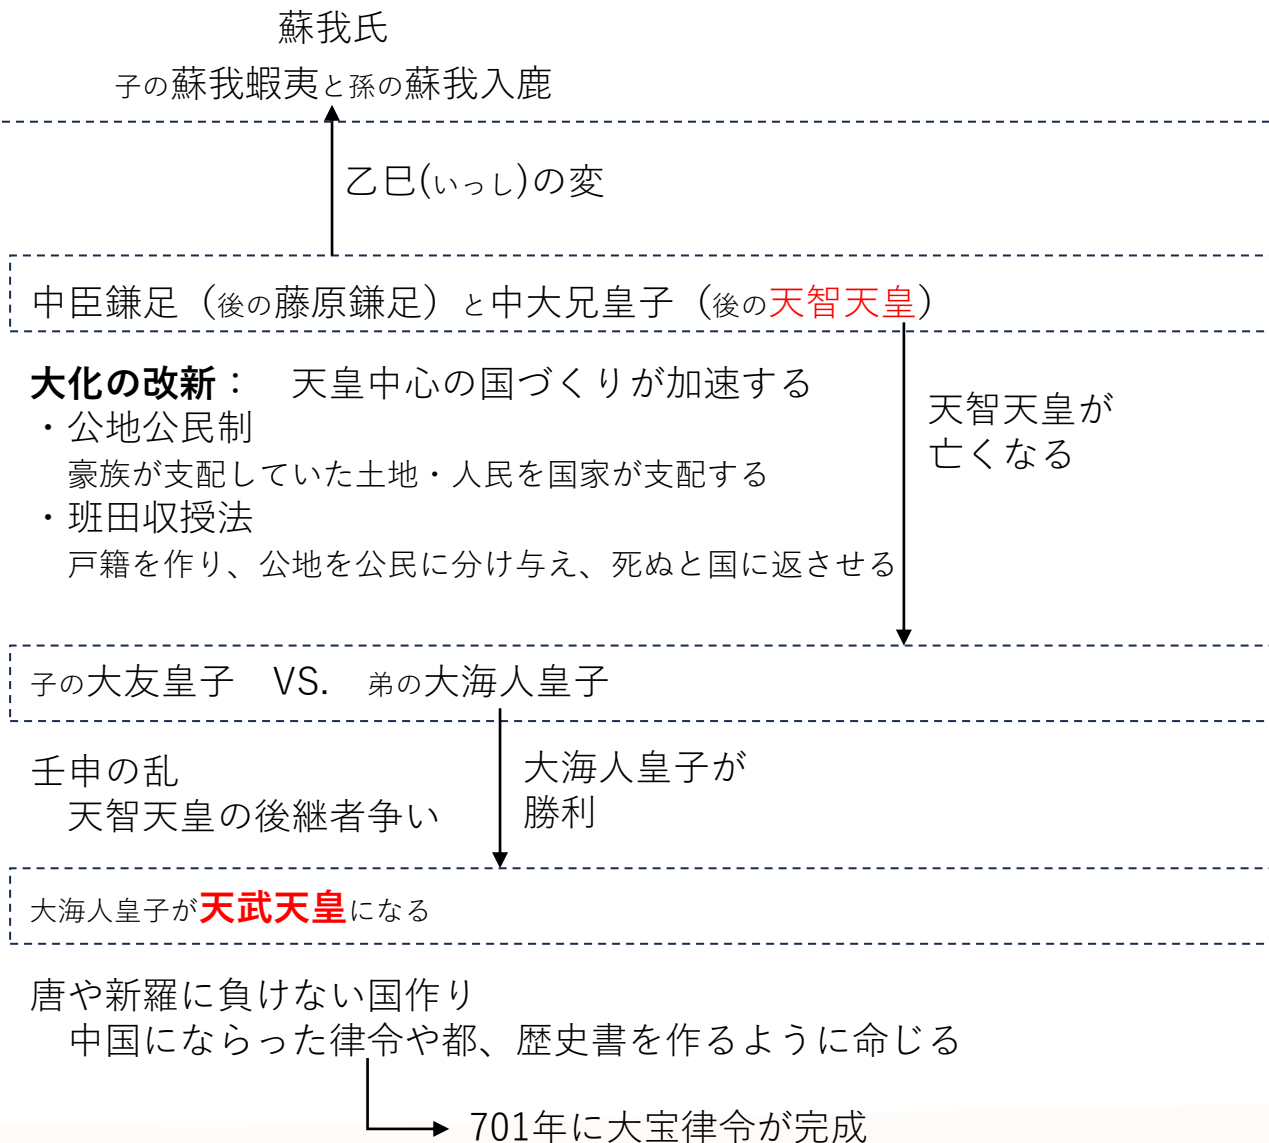 蘇我氏
子の蘇我蝦夷と孫の蘇我入鹿
乙巳(いっし)の変
中臣鎌足（後の藤原鎌足）と中大兄皇子（後の天智天皇）
大化の改新：　天皇中心の国づくりが加速する
・公地公民制
豪族が支配していた土地・人民を国家が支配する
・班田収授法
戸籍を作り、公地を公民に分け与え、死ぬと国に返させる
天智天皇が
亡くなる
子の大友皇子　VS.　弟の大海人皇子
壬申の乱
天智天皇の後継者争い
大海人皇子が
勝利
大海人皇子が天武天皇になる
唐や新羅に負けない国作り
中国にならった律令や都、歴史書を作るように命じる
701年に大宝律令が完成